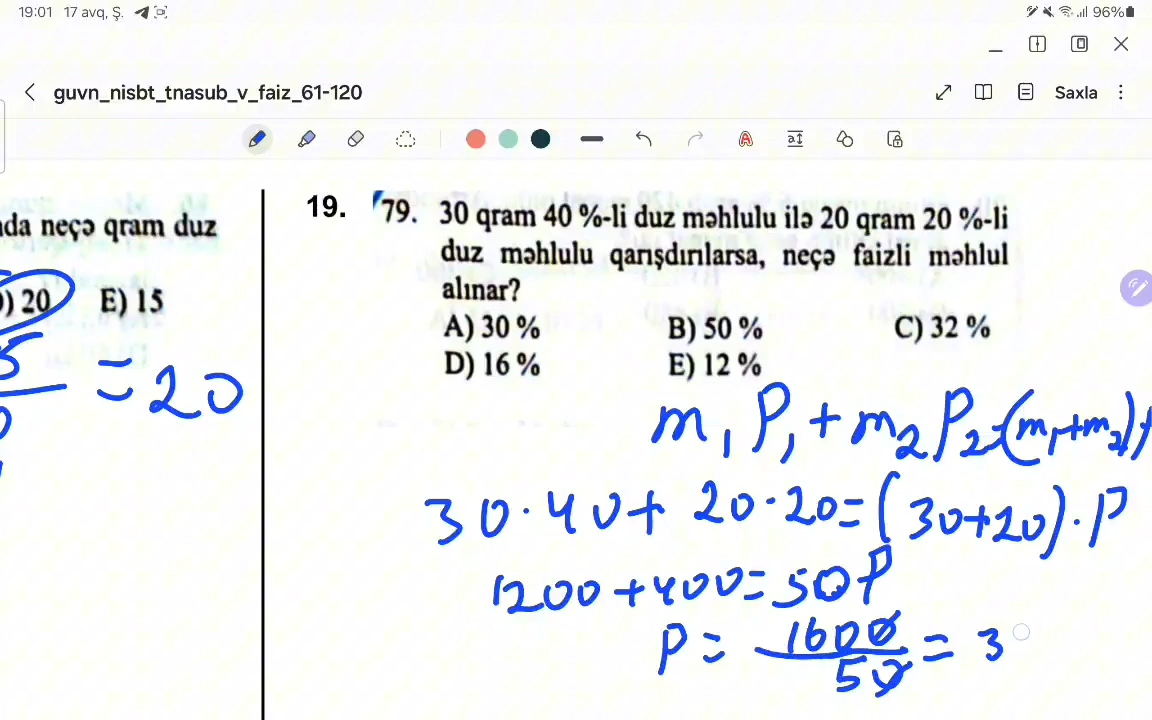 19:01 17 avq, Ş. 96%
guvn_nisbt_tnasub_v_faiz_61-120 Saxla
da neçə qram duz
) 20 E) 15
= 20
19. 79. 30 qram 40 %-li duz məhlulu ilə 20 qram 20 %-li
duz məhlulu qarışdırılarsa, neçə faizli məhlul
alınar?
A) 30 % B) 50 % C) 32 %
D) 16 % E) 12 %
m₁P₁+m₂P₂=(m₁+m₂)
30·40+20·20=(30+20)·P
1200+400=50P
P=1600/50=3